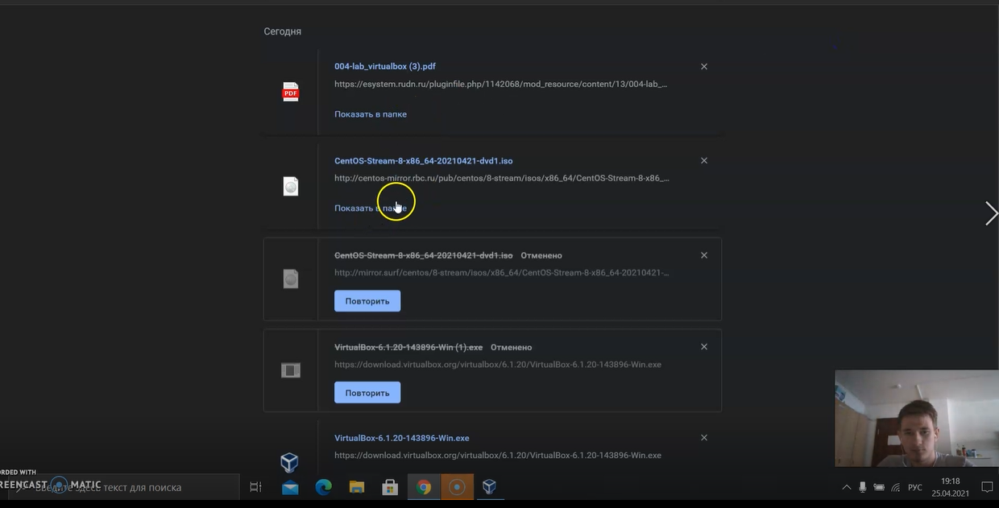 Сегодня
004-lab_virtualbox (3).pdf
https://esystem.rudn.ru/pluginfile.php/1142068/mod_resource/content/13/004-lab_...
PDF
Показать в папке
CentOS-Stream-8-x86_64-20210421-dvd1.iso
http://centos-mirror.rbc.ru/pub/centos/8-stream/isos/x86_64/CentOS-Stream-8-x86_...
Показать в папке
CentOS-Stream-8-x86_64-20210421-dvd1.iso Отменено
http://mirror.surf/centos/8-stream/isos/x86_64/CentOS-Stream-8-x86_64-20210421-...
Повторить
VirtualBox-6.1.20-143896-Win (1).exe Отменено
https://download.virtualbox.org/virtualbox/6.1.20/VirtualBox-6.1.20-143896-Win.exe
Повторить
VirtualBox-6.1.20-143896-Win.exe
https://download.virtualbox.org/virtualbox/6.1.20/VirtualBox-6.1.20-143896-Win.exe
ORDED WITH
REENCAST MATIC
Введите здесь текст для поиска
РУС
19:18
25.04.2021